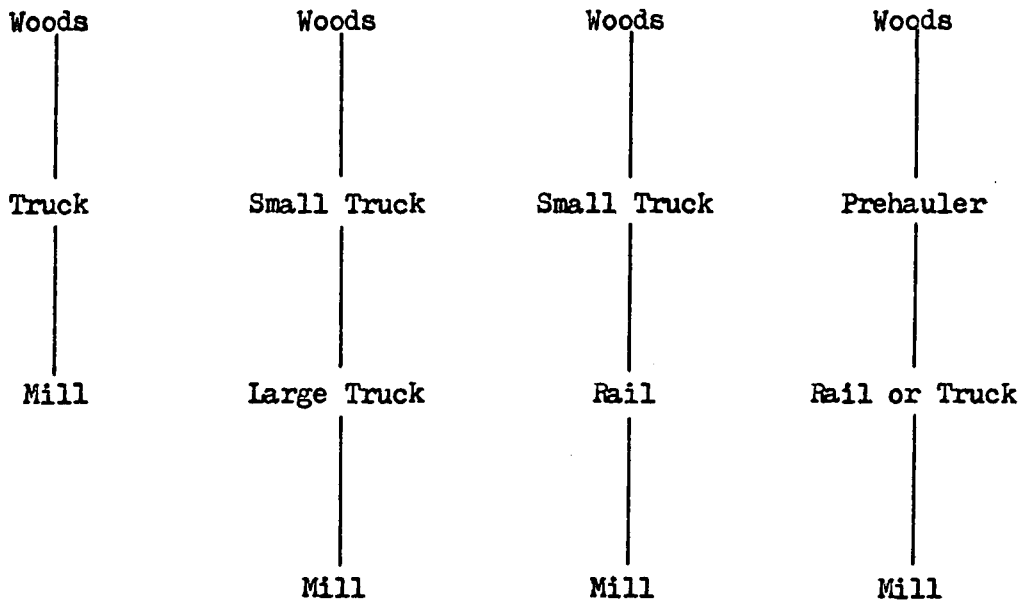 Woods Woods Woods Woods
Truck Small Truck Small Truck Prehauler
Mill Large Truck Rail Rail or Truck
Mill Mill Mill